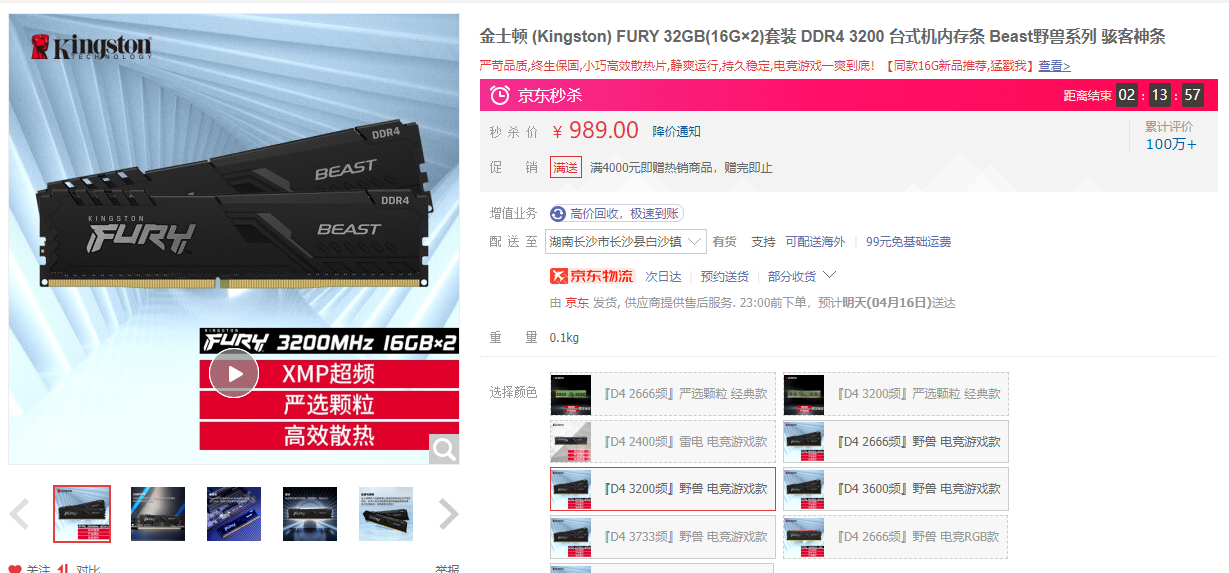 Kingston
TECHNOLOGY
DDR4
BEAST
DDR4
KINGSTON
FURY
BEAST
KINGSTON
FURY 3200MHz 16GB×2
XMP超频
严选颗粒
高效散热
关注 对比
举报
金士顿 (Kingston) FURY 32GB(16G×2)套装 DDR4 3200 台式机内存条 Beast野兽系列 骇客神条
严苛品质,终生保固,小巧高效散热片,静爽运行,持久稳定,电竞游戏一爽到底！【同款16G新品推荐,猛戳我】查看>
京东秒杀 距离结束 02 : 13 : 57
秒杀价 ￥ 989.00 降价通知
累计评价
100万+
促销 满送 满4000元即赠热销商品，赠完即止
增值业务 高价回收，极速到账
配送至 湖南长沙市长沙县白沙镇 有货 支持 可配送海外 99元免基础运费
京东物流 次日达 预约送货 部分收货
由 京东 发货, 供应商提供售后服务. 23:00前下单，预计明天(04月16日)送达
重量 0.1kg
选择颜色
『D4 2666频』严选颗粒 经典款
『D4 3200频』严选颗粒 经典款
『D4 2400频』雷电 电竞游戏款
『D4 2666频』野兽 电竞游戏款
『D4 3200频』野兽 电竞游戏款
『D4 3600频』野兽 电竞游戏款
『D4 3733频』野兽 电竞游戏款
『D4 2666频』野兽 电竞RGB款